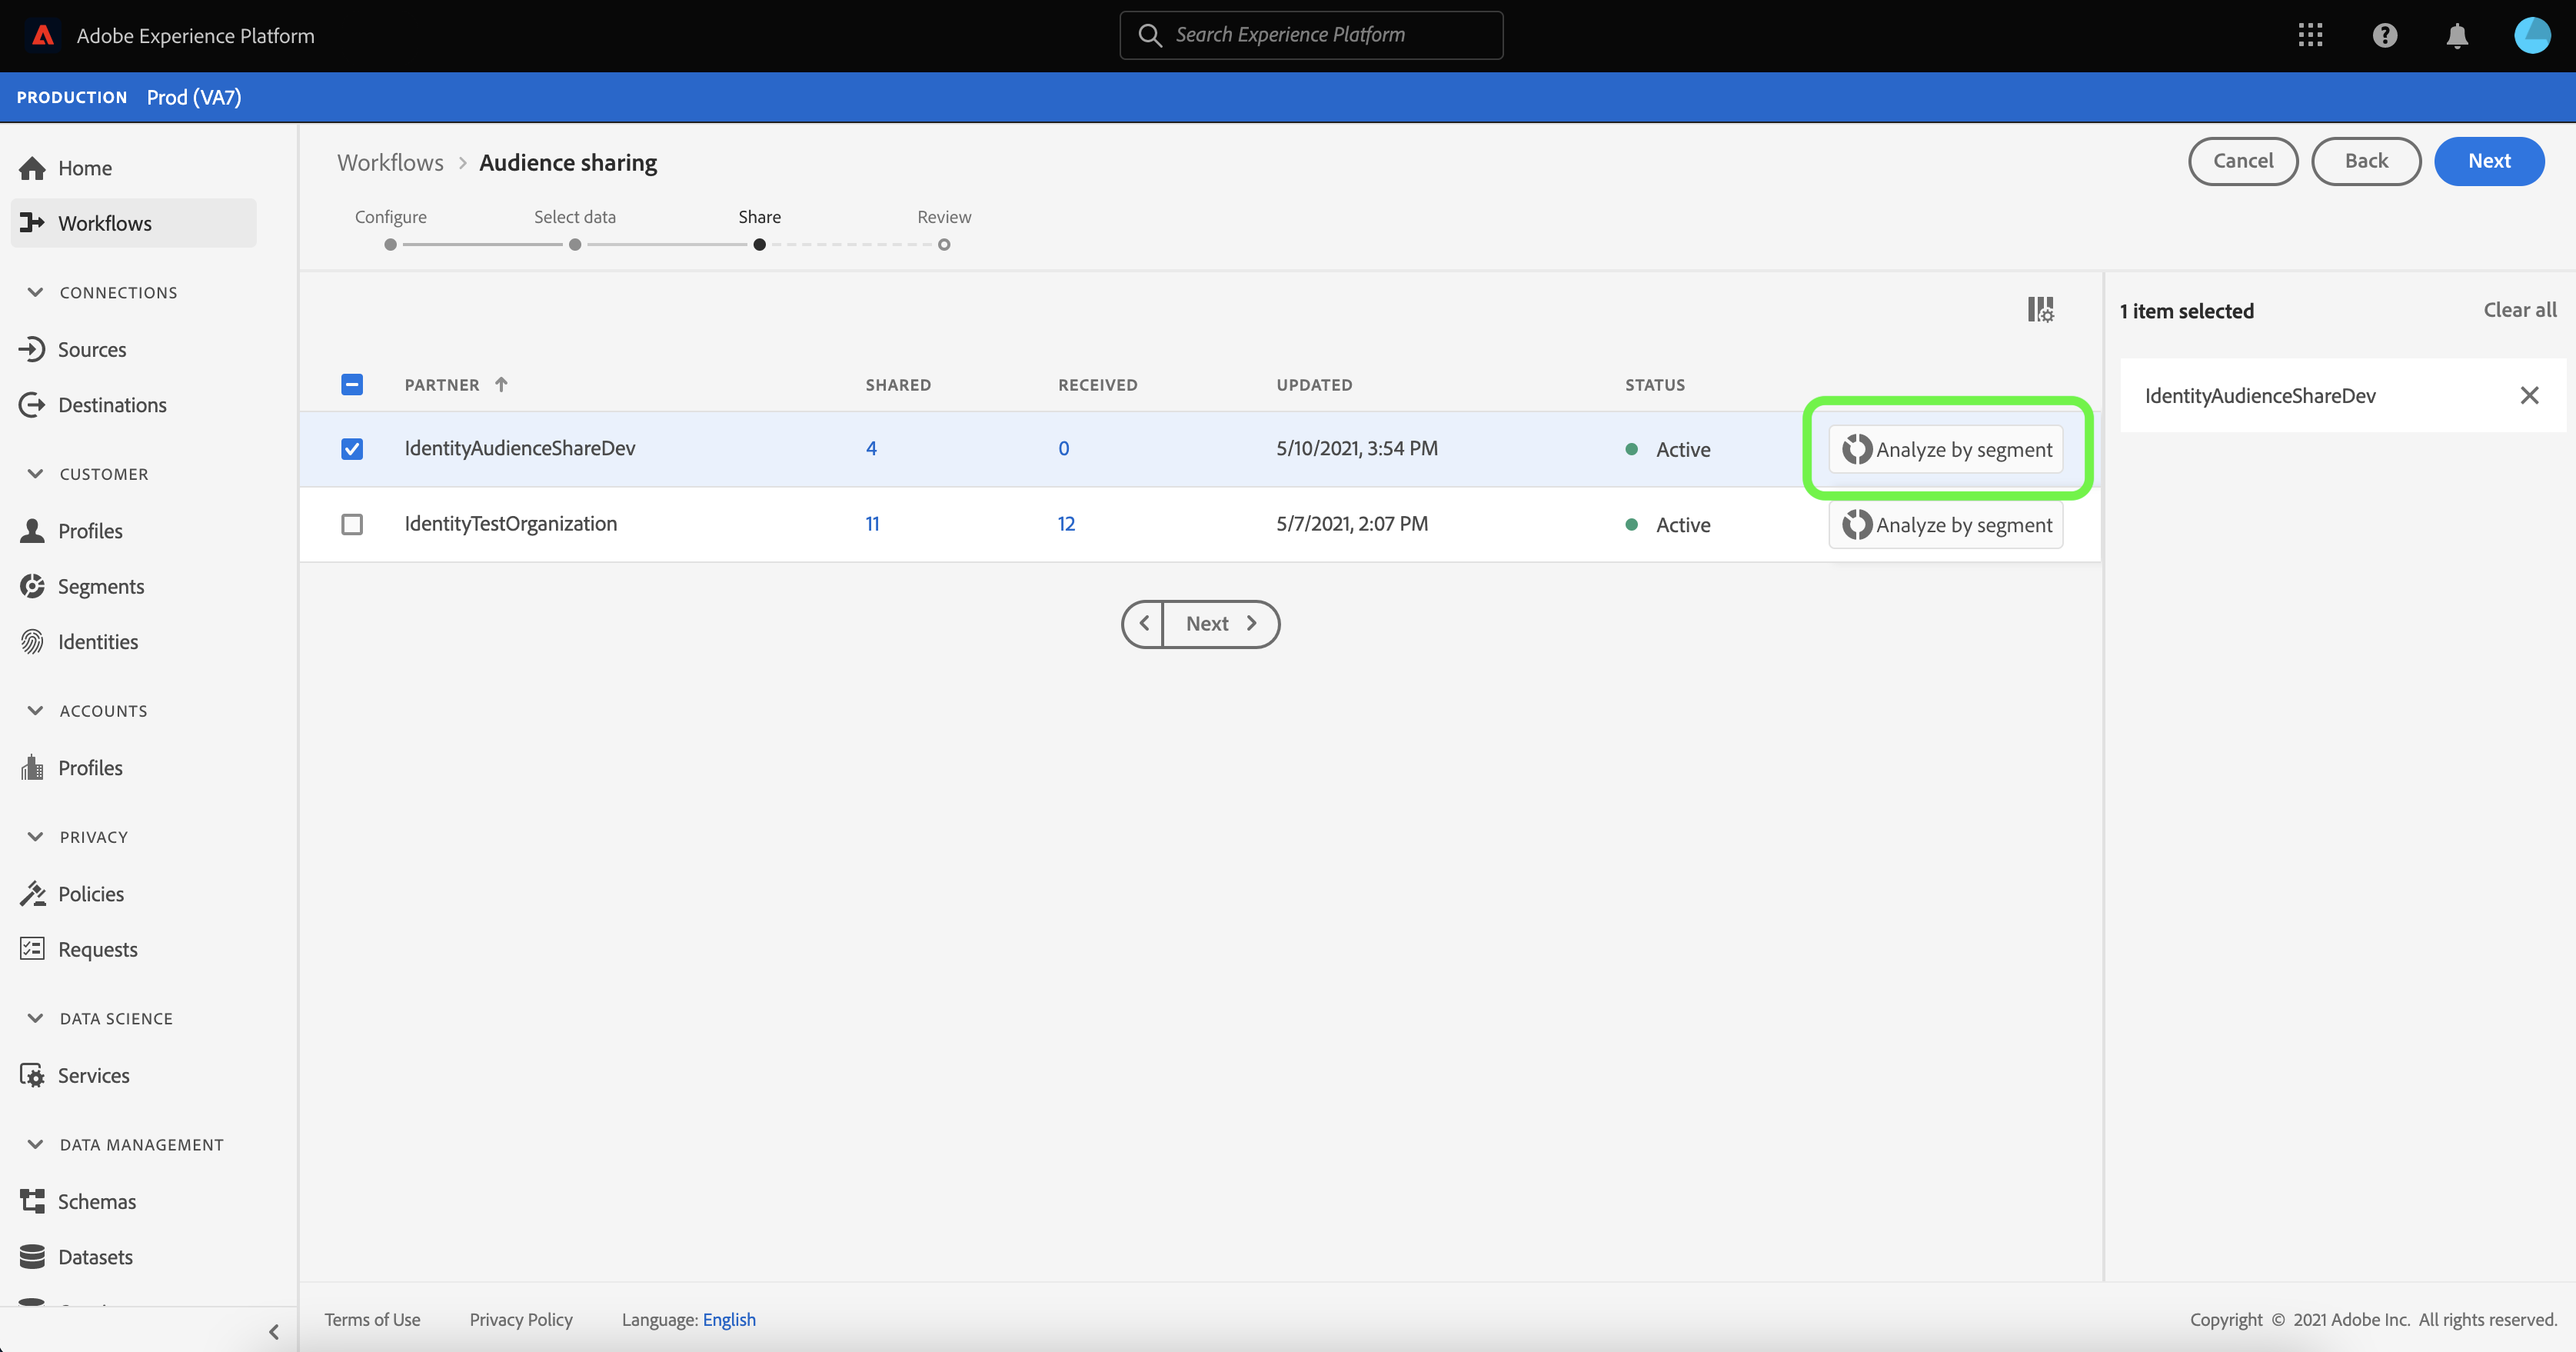 Adobe Experience Platform
Search Experience Platform
PRODUCTION Prod (VA7)
Home
Workflows
CONNECTIONS
Sources
Destinations
CUSTOMER
Profiles
Segments
Identities
ACCOUNTS
Profiles
PRIVACY
Policies
Requests
DATA SCIENCE
Services
DATA MANAGEMENT
Schemas
Datasets
Workflows > Audience sharing
Cancel Back Next
Configure Select data Share Review
PARTNER SHARED RECEIVED UPDATED STATUS
IdentityAudienceShareDev 4 0 5/10/2021, 3:54 PM Active Analyze by segment
IdentityTestOrganization 11 12 5/7/2021, 2:07 PM Active Analyze by segment
Next
1 item selected Clear all
IdentityAudienceShareDev
Terms of Use Privacy Policy Language: English
Copyright © 2021 Adobe Inc. All rights reserved.